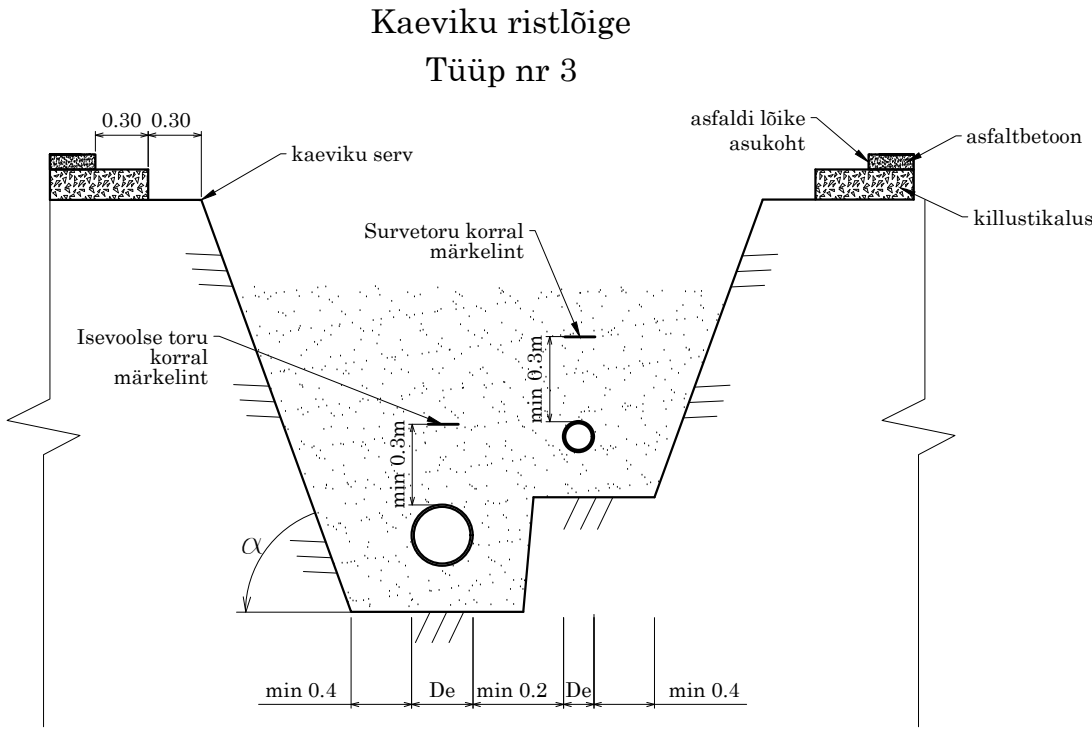 Kaeviku ristlõige
Tüüp nr 3
0.30 0.30
kaeviku serv
asfaldi lõike
asukoht
asfaltbetoon
killustikalus
Survetoru korral
märkelint
Isevoolse toru
korral
märkelint
min 0.3m
min 0.3m
α
min 0.4 De min 0.2 De min 0.4